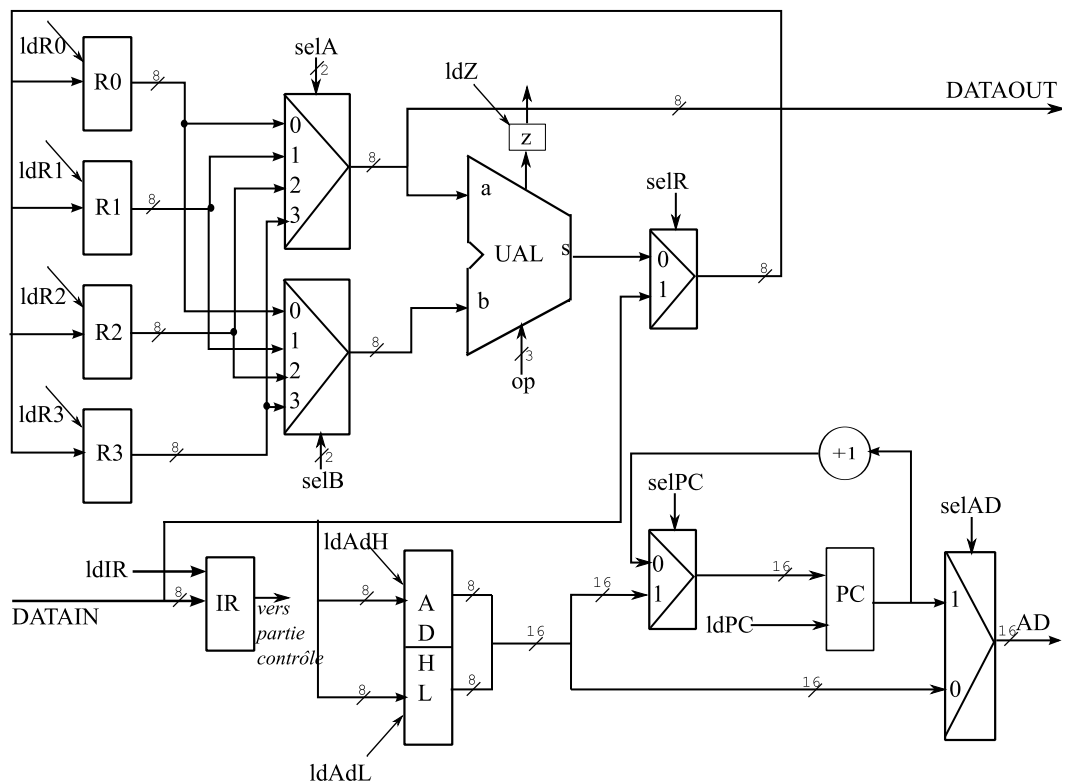 ldR0
R0
8
selA
2
0
1
2
3
8
ldZ
z
8
DATAOUT
ldR1
R1
8
a
UAL
s
b
3
op
selR
0
1
8
ldR2
R2
8
0
1
2
3
8
2
selB
ldR3
R3
8
+1
selPC
selAD
0
1
16
PC
ldPC
1
0
16
AD
ldIR
DATAIN
8
IR
vers
partie
contrôle
ldAdH
8
A
D
H
L
8
8
8
ldAdL
16
16
16